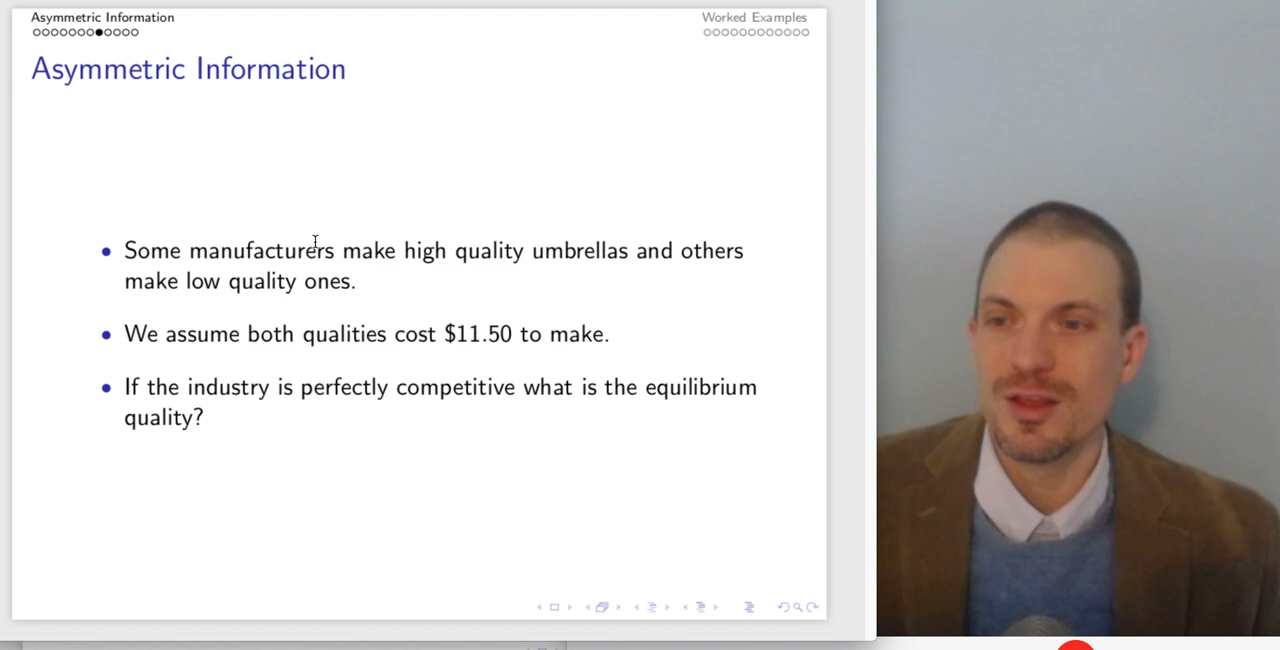 Asymmetric Information
Worked Examples
Asymmetric Information
• Some manufacturers make high quality umbrellas and others
make low quality ones.
• We assume both qualities cost $11.50 to make.
• If the industry is perfectly competitive what is the equilibrium
quality?